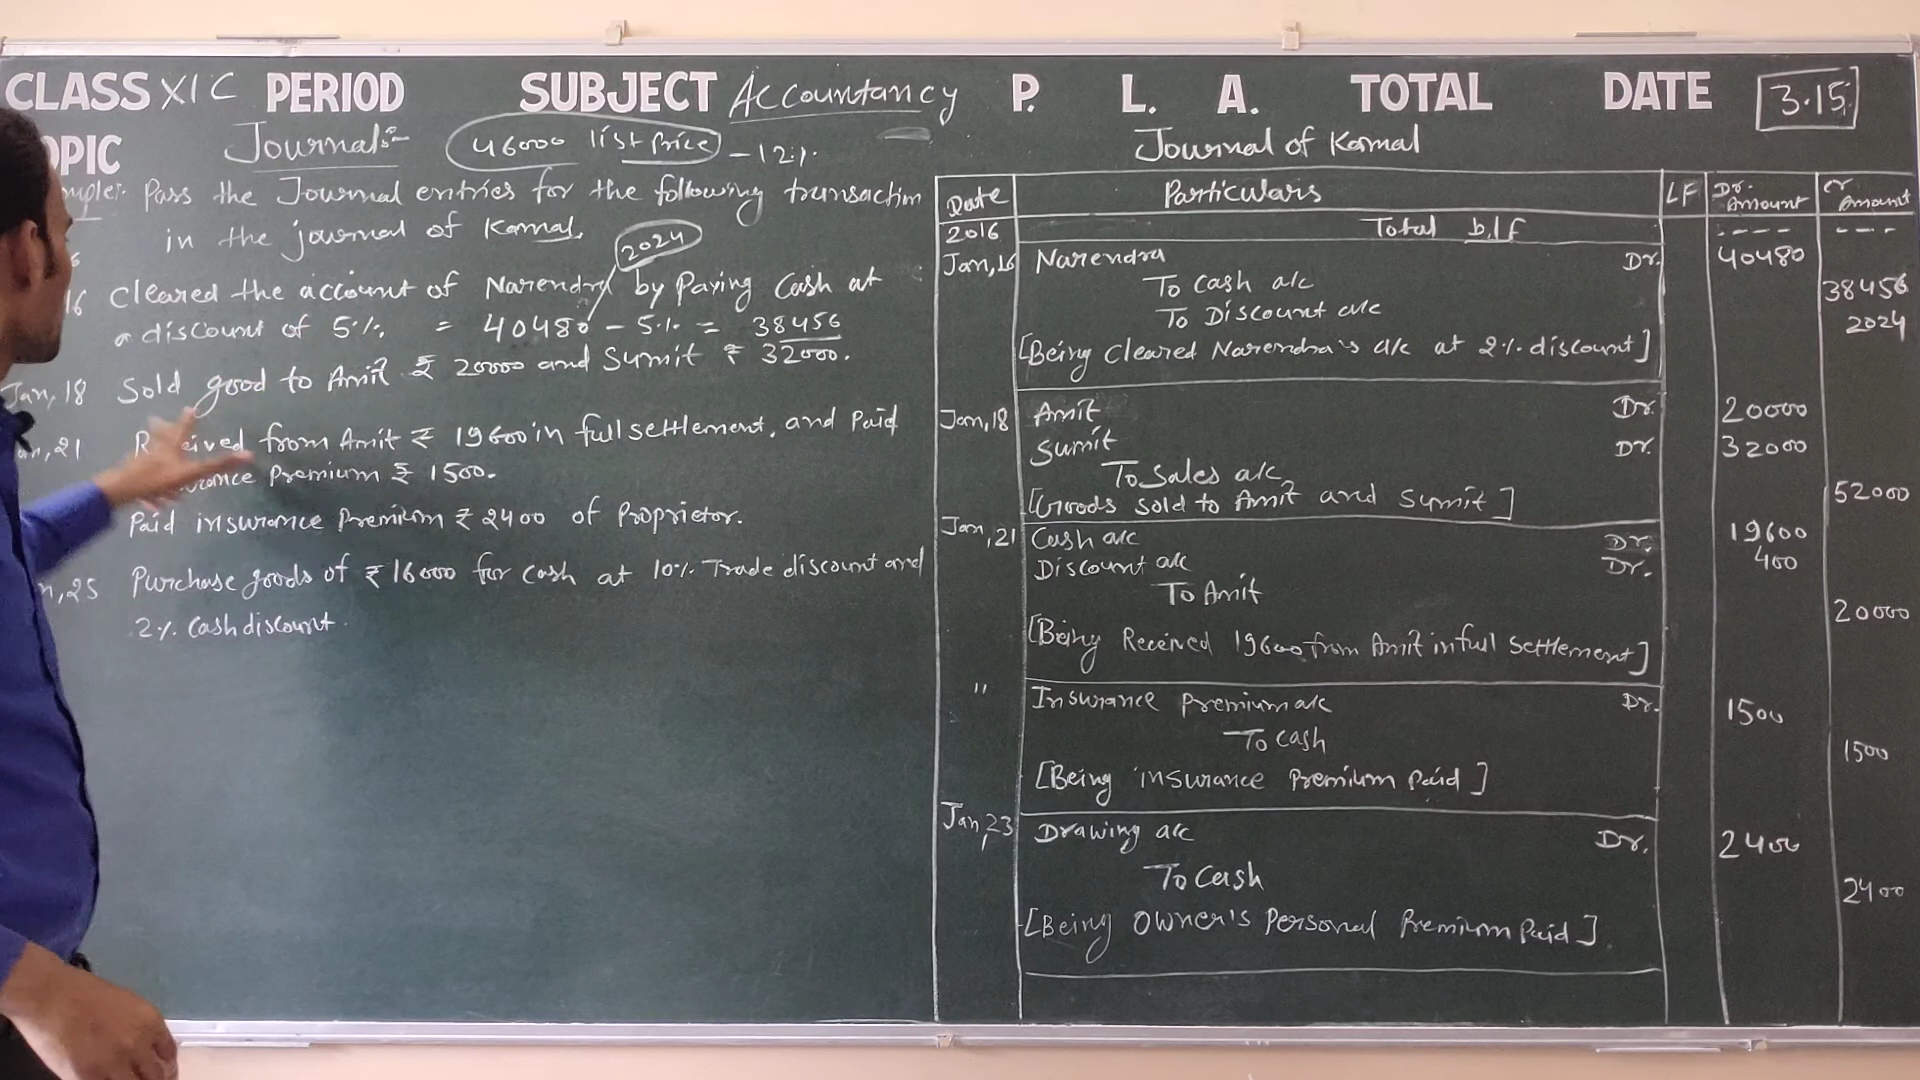 CLASS XI C PERIOD SUBJECT Accountancy P. L. A. TOTAL DATE 3.15
OPIC Journal:-
46000 list price - 12%.
Pass the Journal entries for the following transaction
in the journal of Kamal.
2024
16 Cleared the account of Narendra by Paying Cash at
a discount of 5%. = 40480 - 5% = 38456
Jan, 18 Sold good to Amit ₹ 20000 and Sumit ₹ 32000.
21 from Amit ₹ 19600 in full settlement, and Paid
Premium ₹ 1500.
Paid insurance Premium ₹ 2400 of Proprietor.
n, 25 Purchase goods of ₹ 16000 for cash at 10%. Trade discount and
2%. Cash discount.
Journal of Kamal
Date Particulars LF Dr. Amount Cr Amount
2016 Total b/f ---- ----
Jan, 16 Narendra Dr. 40480
To Cash a/c 38456
To Discount a/c 2024
[Being Cleared Narendra's a/c at 2%. discount]
Jan, 18 Amit Dr. 20000
Sumit Dr. 32000
To Sales a/c 52000
[Goods sold to Amit and Sumit]
Jan, 21 Cash a/c Dr. 19600
Discount a/c Dr. 400
To Amit 20000
[Being Received 19600 from Amit in full Settlement]
" Insurance Premium a/c Dr. 1500
To Cash 1500
[Being insurance Premium Paid]
Jan, 23 Drawing a/c Dr. 2400
To Cash 2400
[Being Owner's Personal Premium Paid]